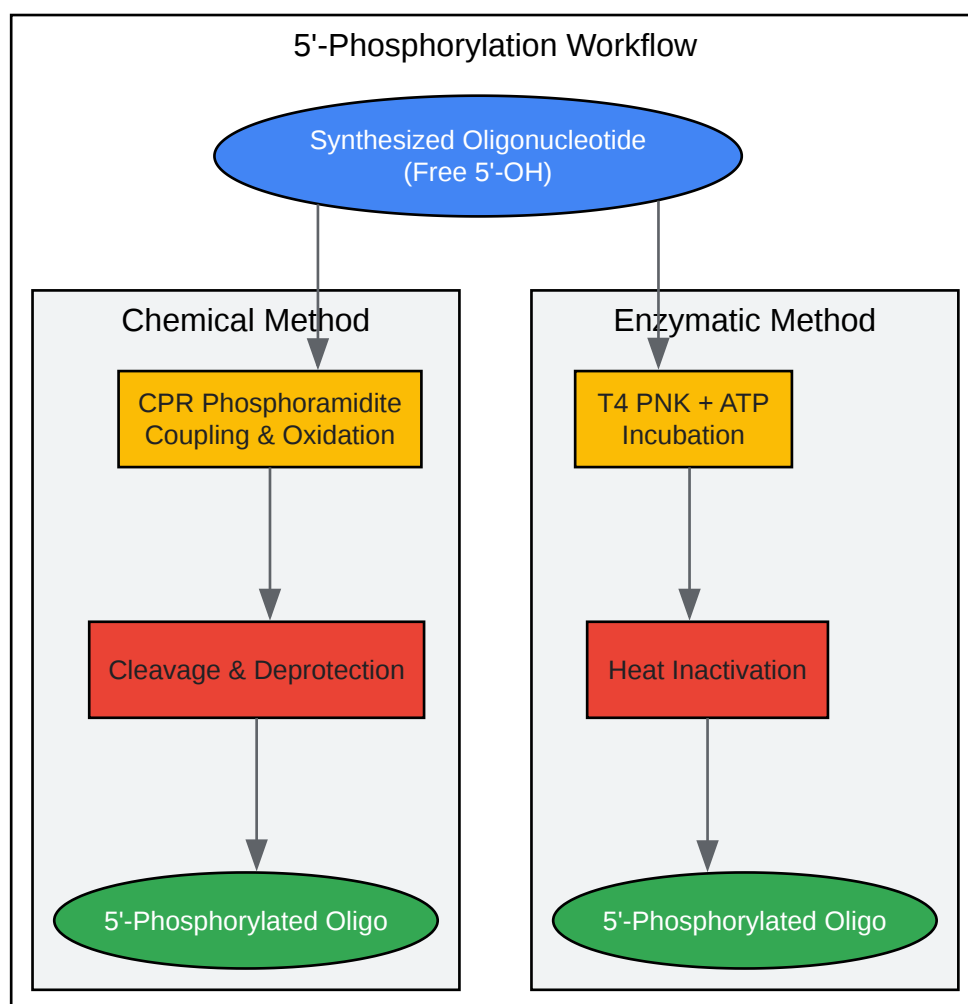 5'-Phosphorylation Workflow
Synthesized Oligonucleotide
(Free 5'-OH)
Chemical Method
CPR Phosphoramidite
Coupling & Oxidation
Cleavage & Deprotection
5'-Phosphorylated Oligo
Enzymatic Method
T4 PNK + ATP
Incubation
Heat Inactivation
5'-Phosphorylated Oligo